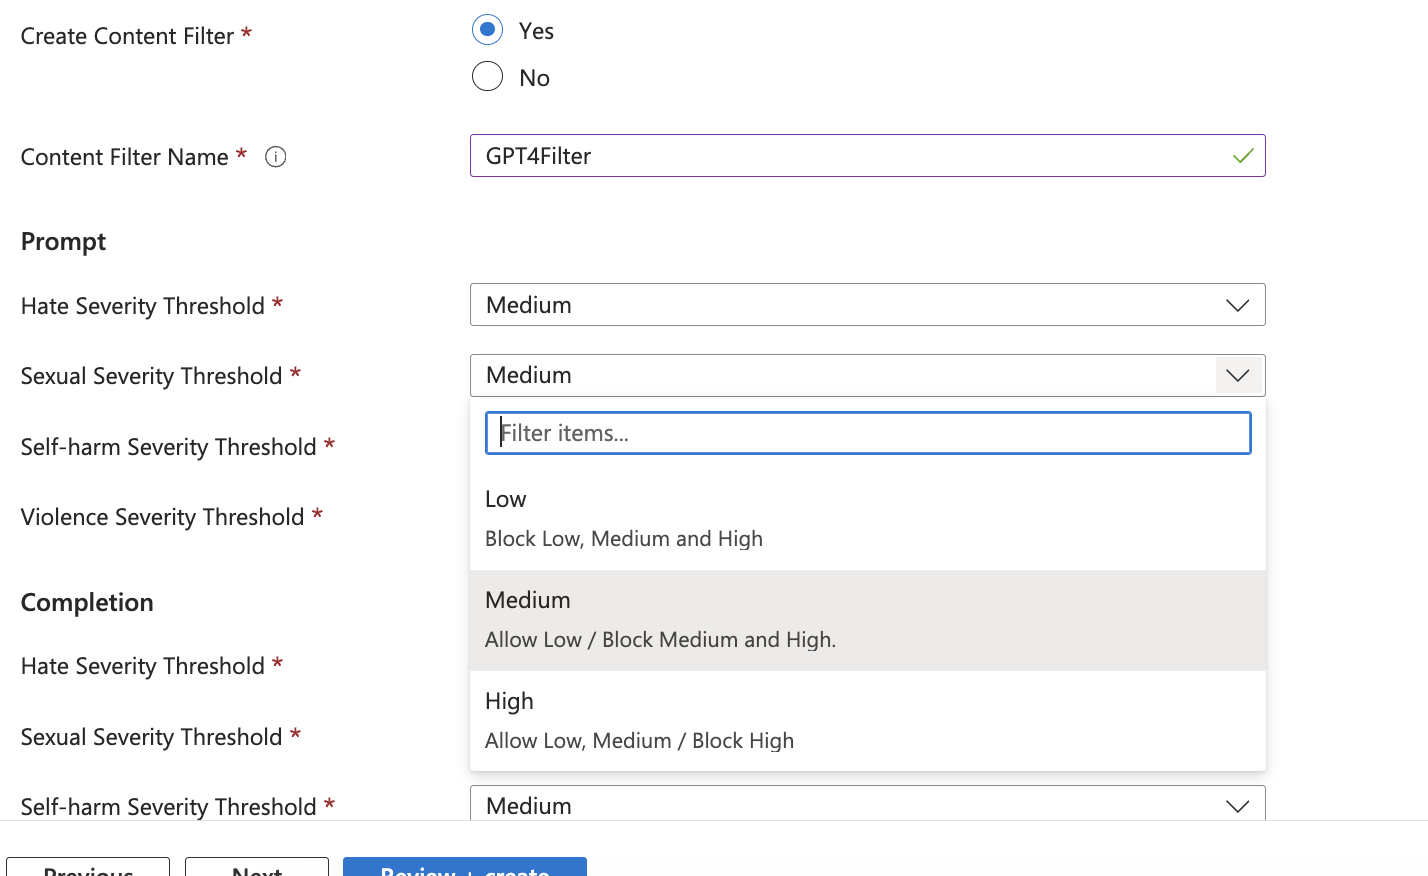 Create Content Filter *
Yes
No
Content Filter Name *
GPT4Filter
Prompt
Hate Severity Threshold *
Medium
Sexual Severity Threshold *
Medium
Filter items...
Self-harm Severity Threshold *
Low
Violence Severity Threshold *
Block Low, Medium and High
Medium
Completion
Allow Low / Block Medium and High.
Hate Severity Threshold *
High
Sexual Severity Threshold *
Allow Low, Medium / Block High
Self-harm Severity Threshold *
Medium
Previous
Next
Review + create